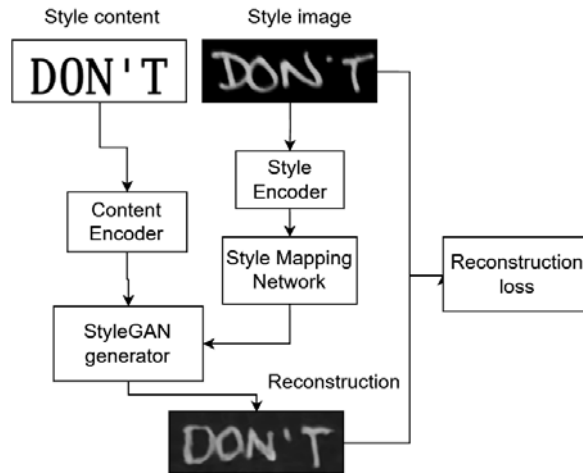 Style content
Style image
DON'T
DON'T
Style
Encoder
Content
Encoder
Style Mapping
Network
Reconstruction
loss
StyleGAN
generator
Reconstruction
DON'T